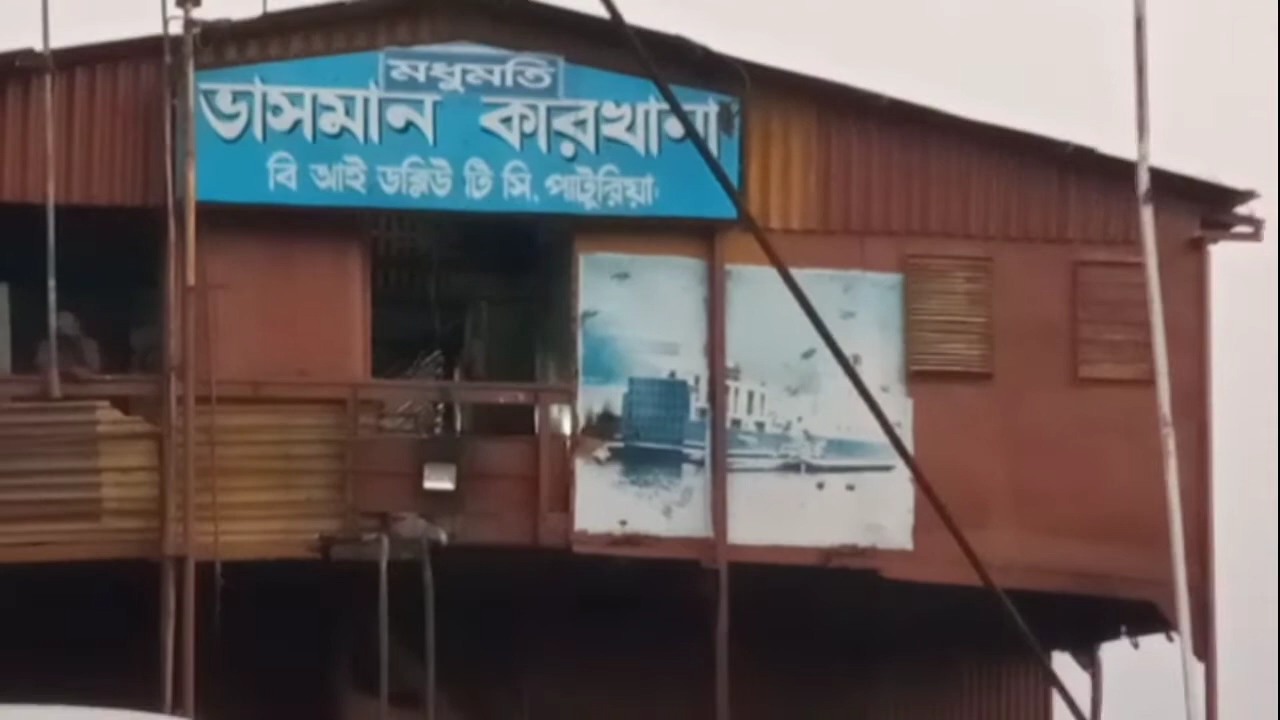 মধুমতি
ভাসমান কারখানা
বি আই ডব্লিউ টি সি. পাটুরিয়া